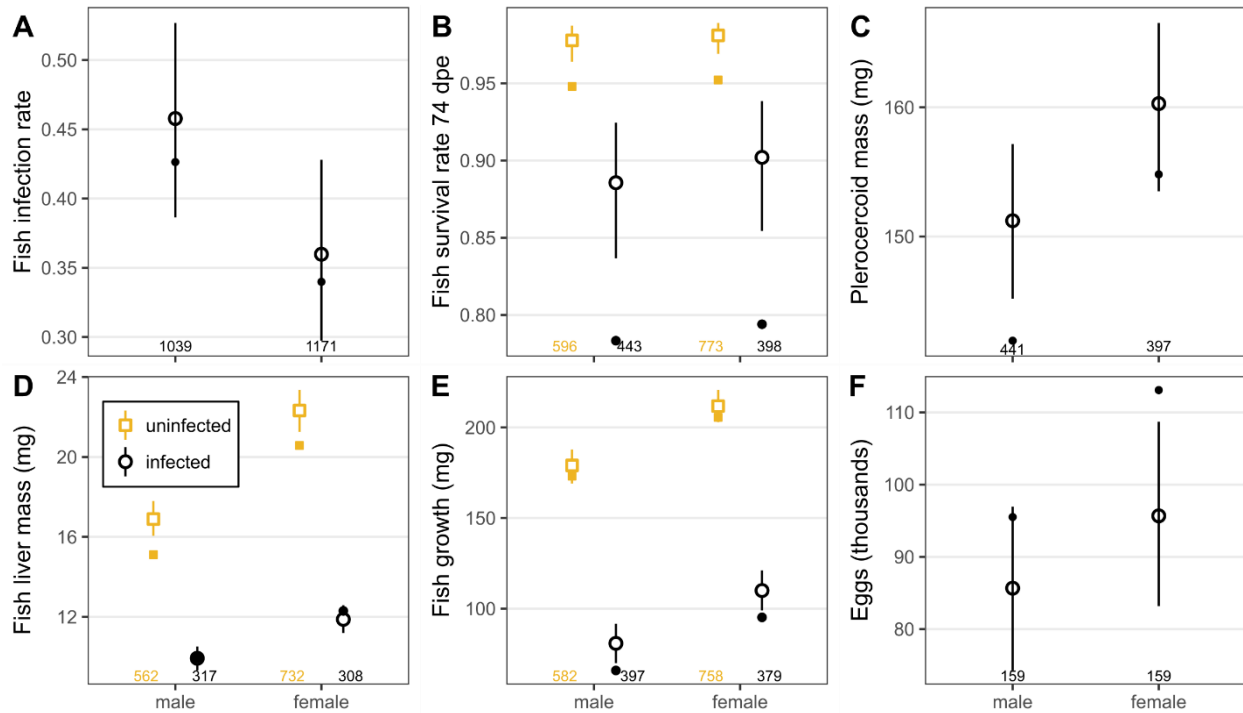 A
Fish infection rate
0.50
0.45
0.40
0.35
0.30
1039
1171
B
Fish survival rate 74 dpe
0.95
0.90
0.85
0.80
596
443
773
398
C
Plerocercoid mass (mg)
160
150
441
397
D
Fish liver mass (mg)
24
20
16
12
uninfected
infected
562
317
732
308
male
female
E
Fish growth (mg)
200
150
100
582
397
758
379
male
female
F
Eggs (thousands)
110
100
90
80
159
159
male
female